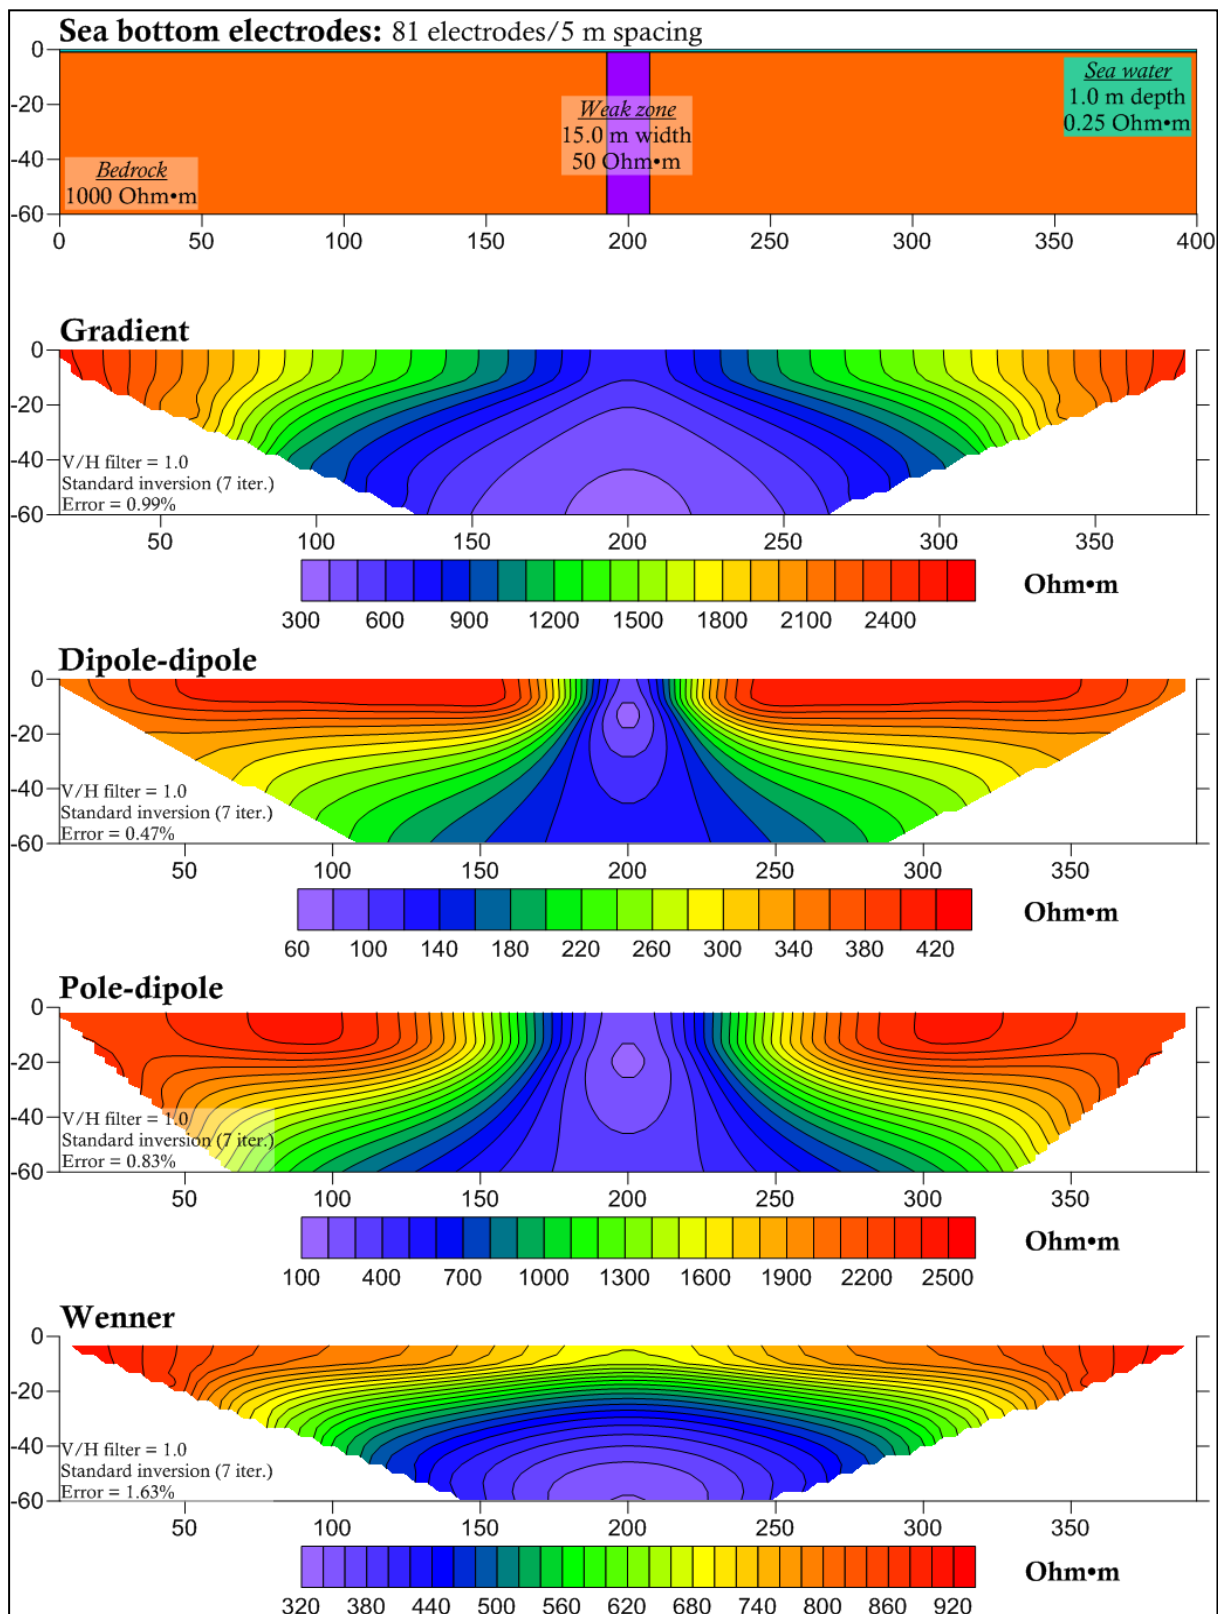 Sea bottom electrodes: 81 electrodes/5 m spacing
0
-20
-40
-60
Sea water
1.0 m depth
0.25 Ohm•m
Weak zone
15.0 m width
50 Ohm•m
Bedrock
1000 Ohm•m
0 50 100 150 200 250 300 350 400
Gradient
0
-20
-40
-60
V/H filter = 1.0
Standard inversion (7 iter.)
Error = 0.99%
50 100 150 200 250 300 350
Ohm•m
300 600 900 1200 1500 1800 2100 2400
Dipole-dipole
0
-20
-40
-60
V/H filter = 1.0
Standard inversion (7 iter.)
Error = 0.47%
50 100 150 200 250 300 350
Ohm•m
60 100 140 180 220 260 300 340 380 420
Pole-dipole
0
-20
-40
-60
V/H filter = 1.0
Standard inversion (7 iter.)
Error = 0.83%
50 100 150 200 250 300 350
Ohm•m
100 400 700 1000 1300 1600 1900 2200 2500
Wenner
0
-20
-40
-60
V/H filter = 1.0
Standard inversion (7 iter.)
Error = 1.63%
50 100 150 200 250 300 350
Ohm•m
320 380 440 500 560 620 680 740 800 860 920